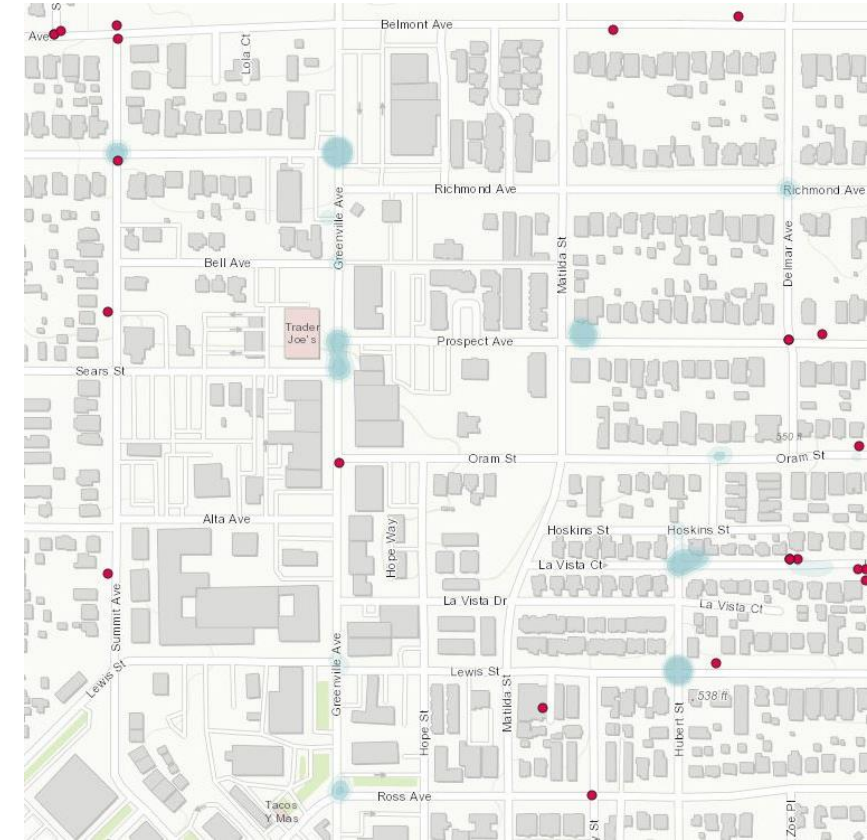 S
Belmont Ave
Ave
Lola Ct
Richmond Ave
Richmond Ave
Greenville Ave
Matilda St
Delmar Ave
Bell Ave
Trader
Joe's
Prospect Ave
Sears St
550 ft
Oram St
Oram St
Alta Ave
Hoskins St
Hoskins St
Hope Way
La Vista Ct
La Vista Dr
La Vista Ct
Summit Ave
Lewis St
Lewis St
Greenville Ave
Matilda St
Hope St
Hubert St
538 ft
Ross Ave
Tacos
Y Mas
y St
Zoe Pl